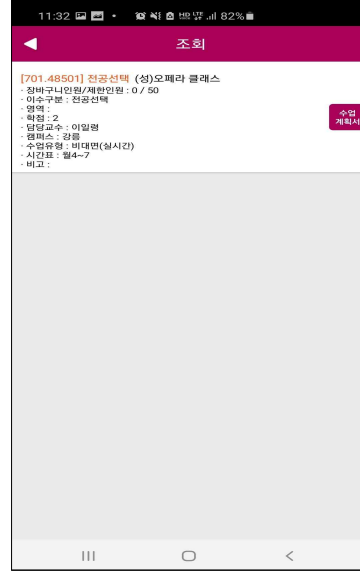 11:32 82%
조회
[701.48501] 전공선택 (성)오페라 클래스
· 장바구니인원/제한인원 : 0 / 50
· 이수구분 : 전공선택
· 영역 :
· 학점 : 2
· 담당교수 : 이일령
· 캠퍼스 : 강릉
· 수업유형 : 비대면(실시간)
· 시간표 : 월4~7
· 비고 :
수업
계획서